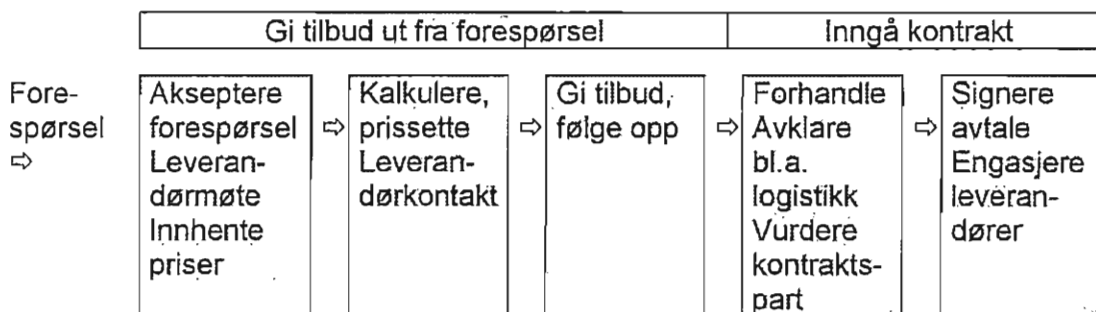 Gi tilbud ut fra forespørsel
Inngå kontrakt
Fore-
spørsel
⇨
Akseptere
forespørsel
Leveran-
dørmøte
Innhente
priser
⇨
Kalkulere,
prissette
Leveran-
dørkontakt
⇨
Gi tilbud,
følge opp
⇨
Forhandle
Avklare
bl.a.
logistikk
Vurdere
kontrakts-
part
⇨
Signere
avtale
Engasjere
leveran-
dører